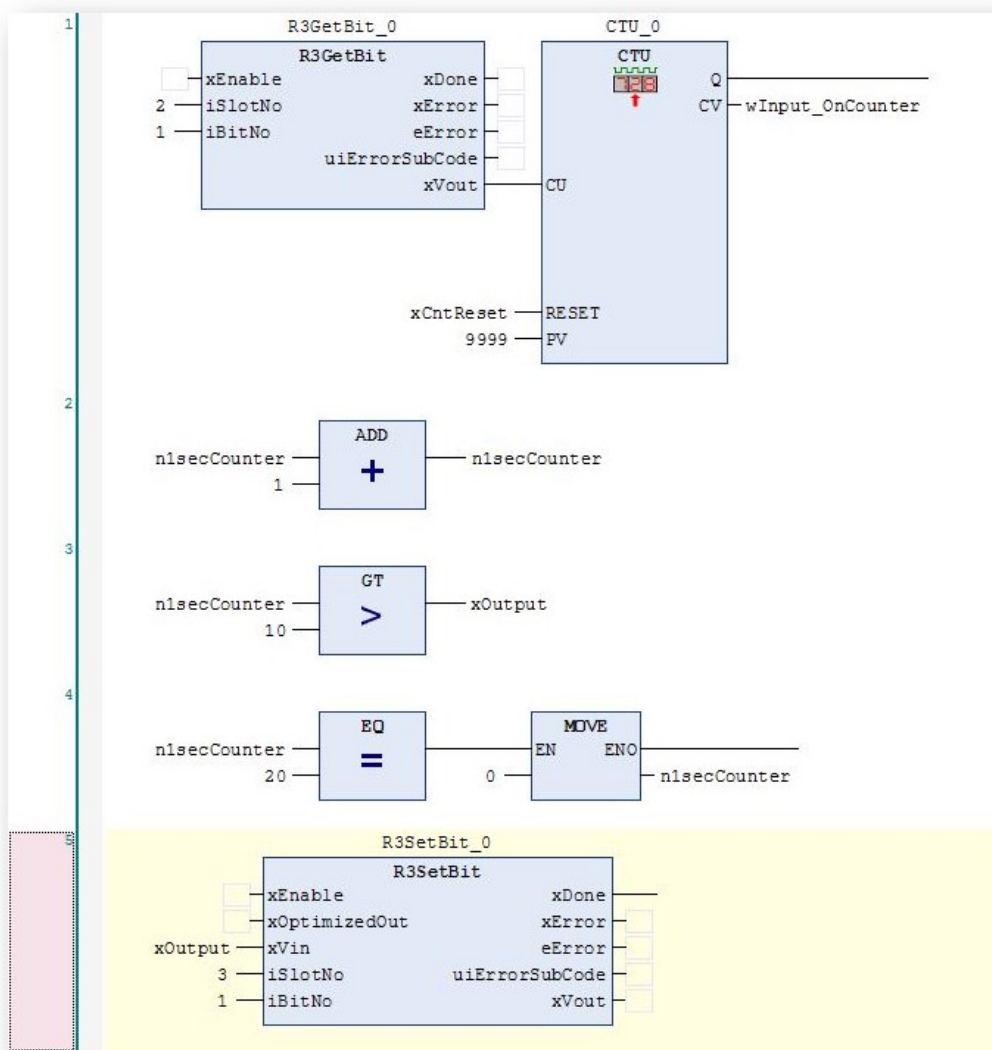 1
R3GetBit_0
R3GetBit
xEnable xDone
2 iSlotNo xError
1 iBitNo eError
uiErrorSubCode
xVout
CTU_0
CTU
Q
CV wInput_OnCounter
CU
xCntReset RESET
9999 PV
2
ADD
n1secCounter + n1secCounter
1
3
GT
n1secCounter > xOutput
10
4
EQ
n1secCounter =
20
MOVE
EN ENO
0 n1secCounter
5
R3SetBit_0
R3SetBit
xEnable xDone
xOptimizedOut xError
xOutput xVin eError
3 iSlotNo uiErrorSubCode
1 iBitNo xVout